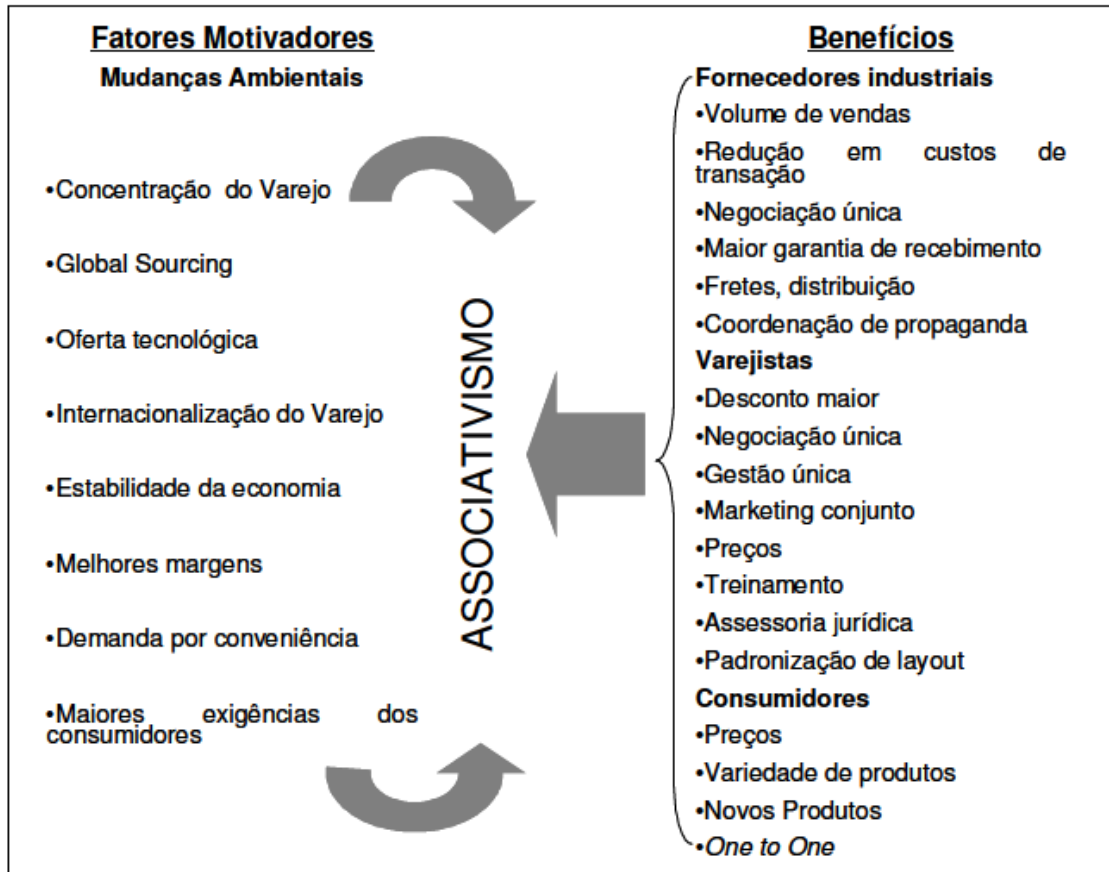 Fatores Motivadores
Mudanças Ambientais
•Concentração do Varejo
•Global Sourcing
•Oferta tecnológica
•Internacionalização do Varejo
•Estabilidade da economia
•Melhores margens
•Demanda por conveniência
•Maiores exigências dos
consumidores
ASSOCIATIVISMO
Benefícios
Fornecedores industriais
•Volume de vendas
•Redução em custos de
transação
•Negociação única
•Maior garantia de recebimento
•Fretes, distribuição
•Coordenação de propaganda
Varejistas
•Desconto maior
•Negociação única
•Gestão única
•Marketing conjunto
•Preços
•Treinamento
•Assessoria jurídica
•Padronização de layout
Consumidores
•Preços
•Variedade de produtos
•Novos Produtos
•One to One